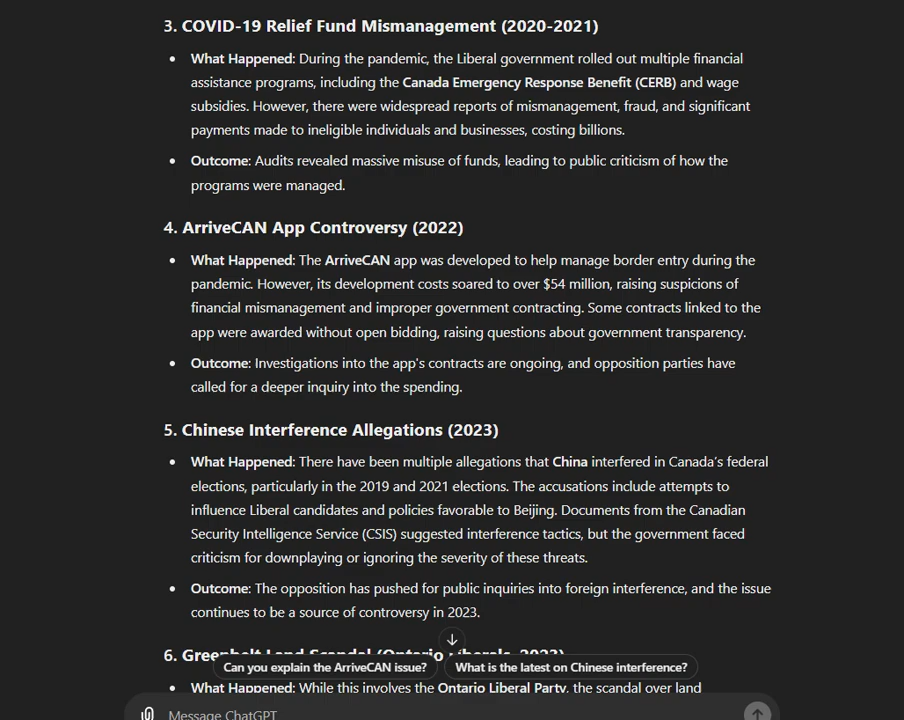 3. COVID-19 Relief Fund Mismanagement (2020-2021)
• What Happened: During the pandemic, the Liberal government rolled out multiple financial
assistance programs, including the Canada Emergency Response Benefit (CERB) and wage
subsidies. However, there were widespread reports of mismanagement, fraud, and significant
payments made to ineligible individuals and businesses, costing billions.
• Outcome: Audits revealed massive misuse of funds, leading to public criticism of how the
programs were managed.
4. ArriveCAN App Controversy (2022)
• What Happened: The ArriveCAN app was developed to help manage border entry during the
pandemic. However, its development costs soared to over $54 million, raising suspicions of
financial mismanagement and improper government contracting. Some contracts linked to the
app were awarded without open bidding, raising questions about government transparency.
• Outcome: Investigations into the app's contracts are ongoing, and opposition parties have
called for a deeper inquiry into the spending.
5. Chinese Interference Allegations (2023)
• What Happened: There have been multiple allegations that China interfered in Canada's federal
elections, particularly in the 2019 and 2021 elections. The accusations include attempts to
influence Liberal candidates and policies favorable to Beijing. Documents from the Canadian
Security Intelligence Service (CSIS) suggested interference tactics, but the government faced
criticism for downplaying or ignoring the severity of these threats.
• Outcome: The opposition has pushed for public inquiries into foreign interference, and the issue
continues to be a source of controversy in 2023.
6. Greenbelt Land Scandal (Ontario Liberals, 2023)
Can you explain the ArriveCAN issue? What is the latest on Chinese interference?
• What Happened: While this involves the Ontario Liberal Party, the scandal over land
Message ChatGPT